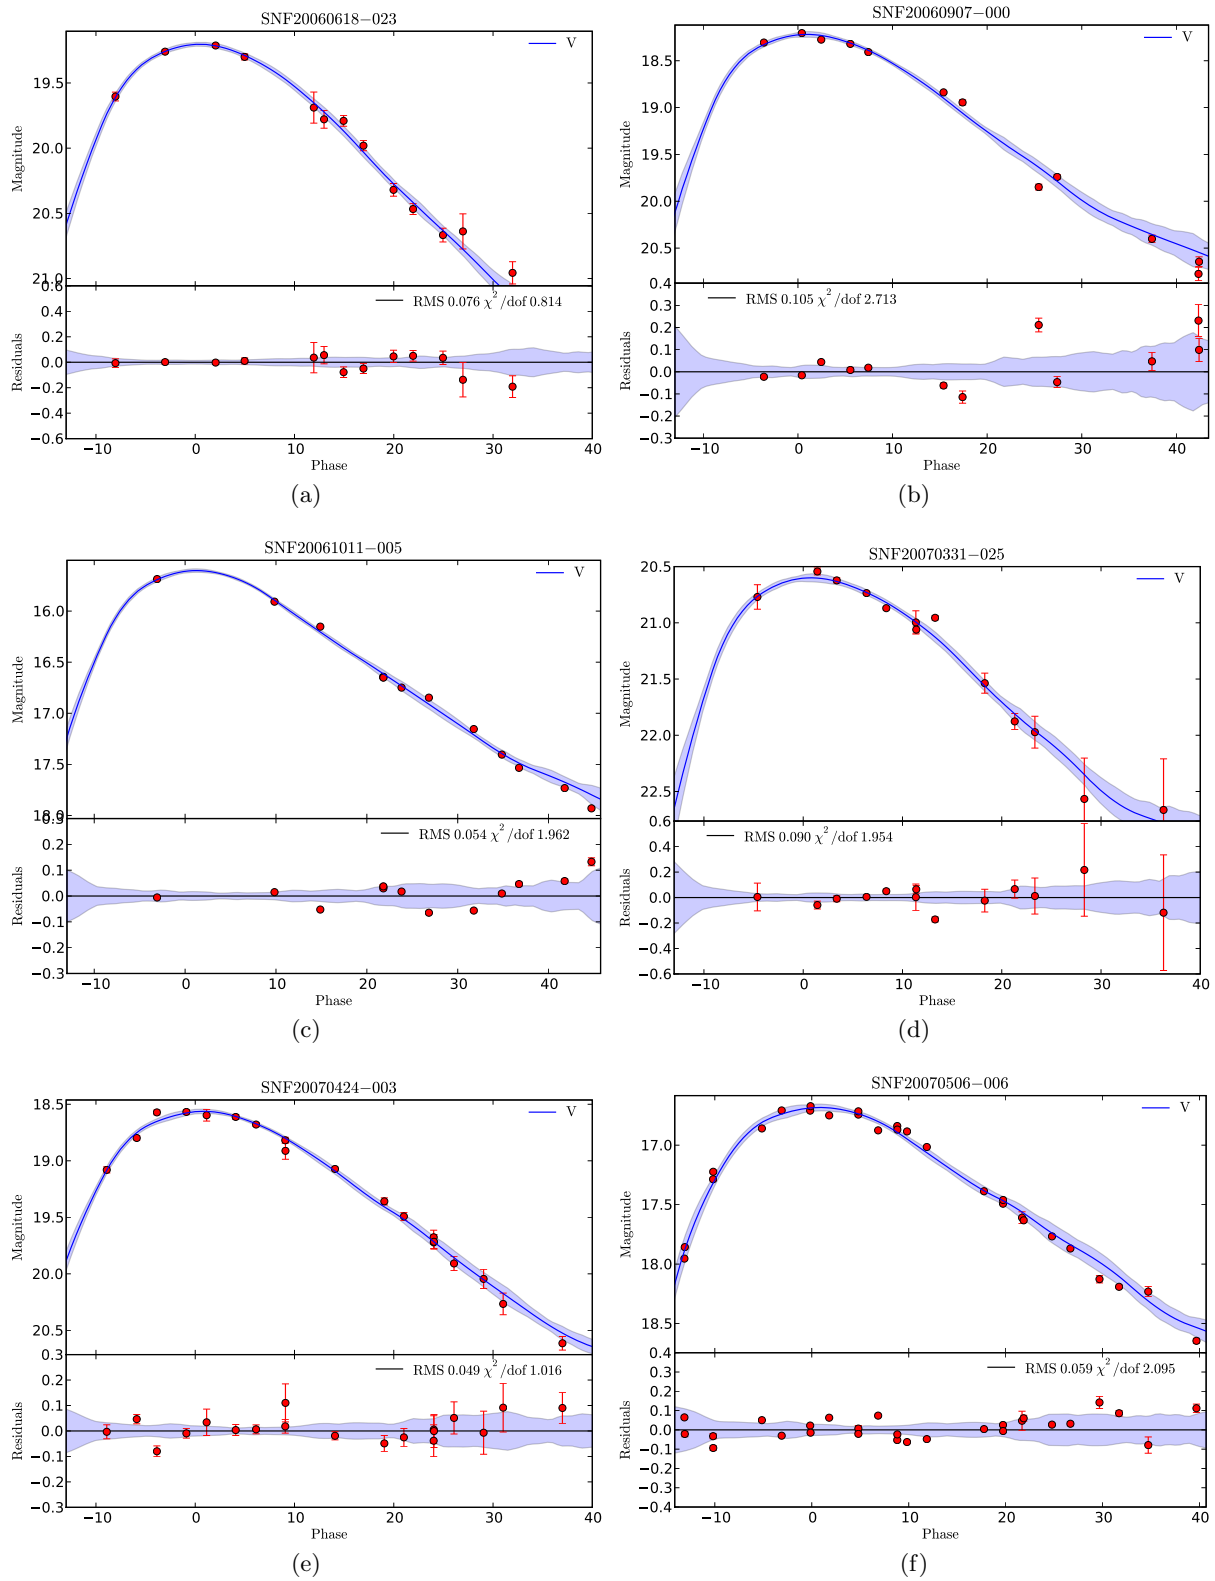 SNF20060618−023
V
Magnitude
19.5
20.0
20.5
21.0
0.6
RMS 0.076 χ²/dof 0.814
Residuals
0.4
0.2
0.0
−0.2
−0.4
−0.6
−10 0 10 20 30 40
Phase
(a)
SNF20060907−000
V
Magnitude
18.5
19.0
19.5
20.0
20.5
0.4
RMS 0.105 χ²/dof 2.713
Residuals
0.3
0.2
0.1
0.0
−0.1
−0.2
−0.3
−10 0 10 20 30 40
Phase
(b)
SNF20061011−005
V
Magnitude
16.0
16.5
17.0
17.5
18.0
0.3
RMS 0.054 χ²/dof 1.962
Residuals
0.2
0.1
0.0
−0.1
−0.2
−0.3
−10 0 10 20 30 40
Phase
(c)
SNF20070331−025
V
Magnitude
20.5
21.0
21.5
22.0
22.5
0.6
RMS 0.090 χ²/dof 1.954
Residuals
0.4
0.2
0.0
−0.2
−0.4
−0.6
−10 0 10 20 30 40
Phase
(d)
SNF20070424−003
V
Magnitude
18.5
19.0
19.5
20.0
20.5
0.3
RMS 0.049 χ²/dof 1.016
Residuals
0.2
0.1
0.0
−0.1
−0.2
−0.3
−10 0 10 20 30 40
Phase
(e)
SNF20070506−006
V
Magnitude
17.0
17.5
18.0
18.5
0.4
RMS 0.059 χ²/dof 2.095
Residuals
0.3
0.2
0.1
0.0
−0.1
−0.2
−0.3
−0.4
−10 0 10 20 30 40
Phase
(f)